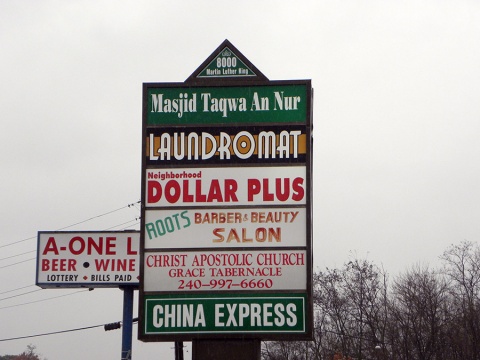 8000
Martin Luther King
Masjid Taqwa An Nur
LAUNDROMAT
Neighborhood
DOLLAR PLUS
ROOTS BARBER & BEAUTY
SALON
CHRIST APOSTOLIC CHURCH
GRACE TABERNACLE
240-997-6660
CHINA EXPRESS
A-ONE L
BEER • WINE
LOTTERY • BILLS PAID